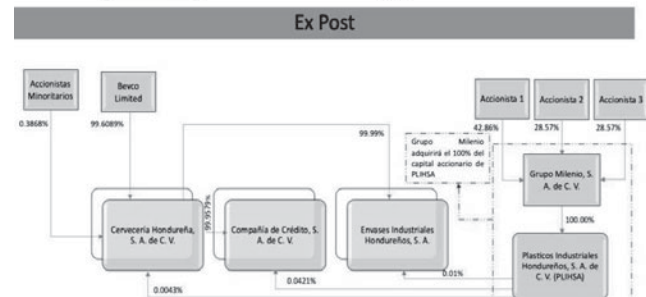 Ex Post
Accionistas
Minoritarios
Bevco
Limited
0.3868%
99.6089%
99.99%
Grupo Milenio
adquirirá el 100% del
capital accionario de
PLIHSA
Accionista 1
Accionista 2
Accionista 3
42.86%
28.57%
28.57%
Grupo Milenio, S.
A. de C. V.
100.00%
Cervecería Hondureña,
S. A. de C. V.
99.9579%
Compañía de Crédito, S.
A. de C. V.
Envases Industriales
Hondureños, S. A.
Plasticos Industriales
Hondureños, S. A. de
C. V. (PLIHSA)
0.01%
0.0421%
0.0043%